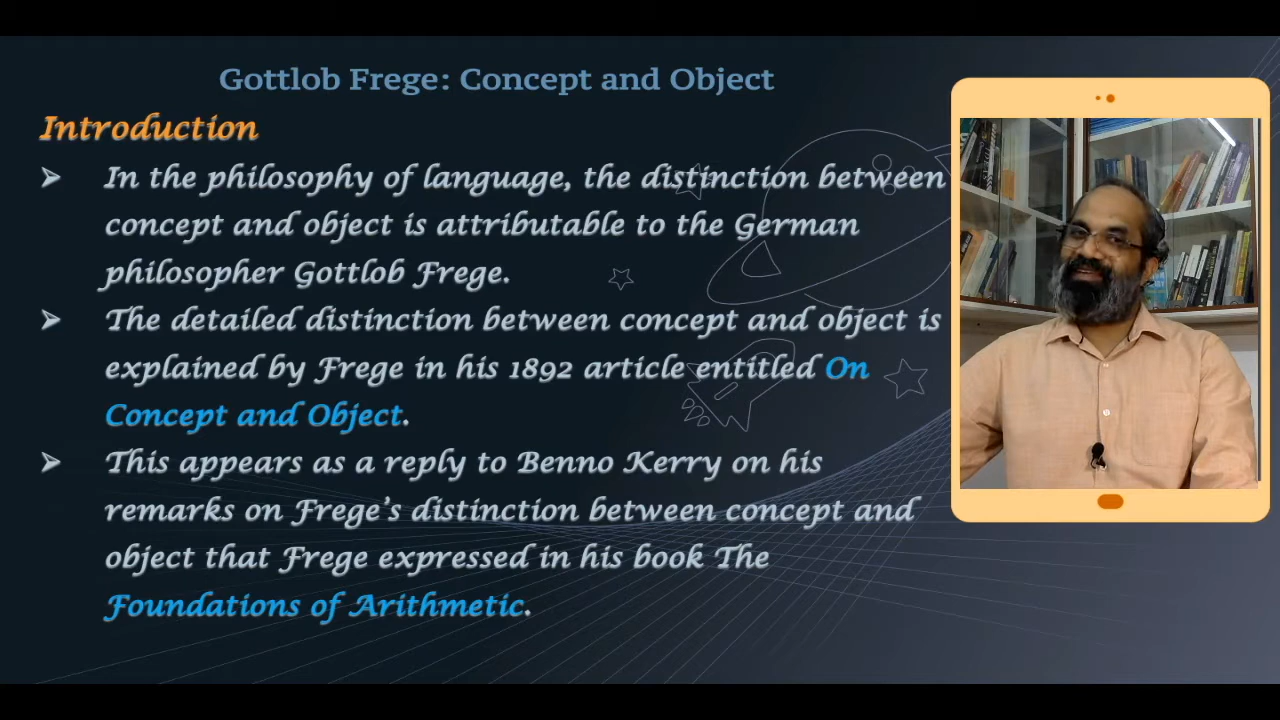 Gottlob Frege: Concept and Object
Introduction
➢ In the philosophy of language, the distinction between
concept and object is attributable to the German
philosopher Gottlob Frege.
➢ The detailed distinction between concept and object is
explained by Frege in his 1892 article entitled On
Concept and Object.
➢ This appears as a reply to Benno Kerry on his
remarks on Frege's distinction between concept and
object that Frege expressed in his book The
Foundations of Arithmetic.